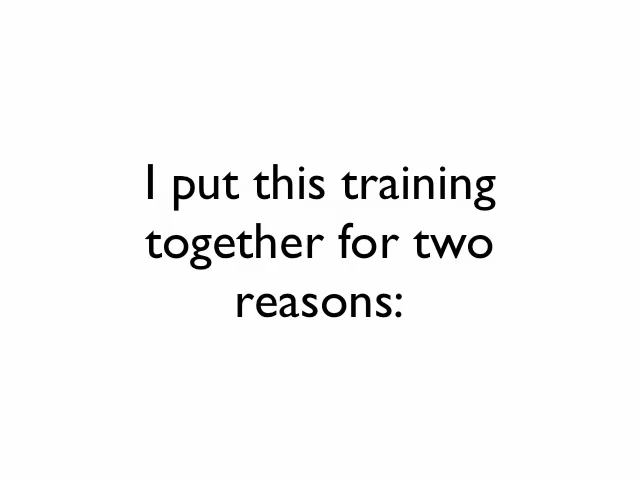 I put this training
together for two
reasons: